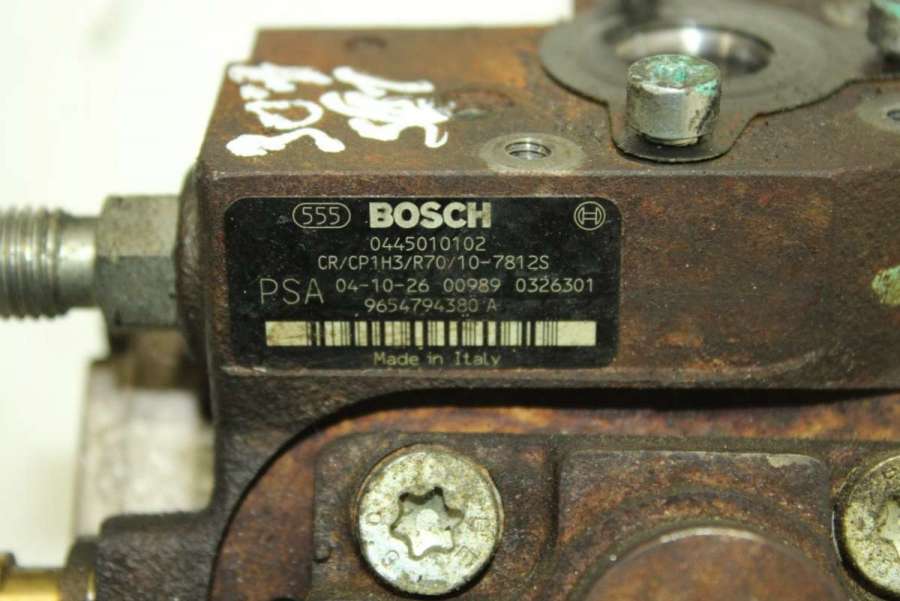 555 BOSCH
0445010102
CR/CP1H3/R70/10-7812S
PSA 04-10-26 00989 0326301
9654794380 A
Made in Italy